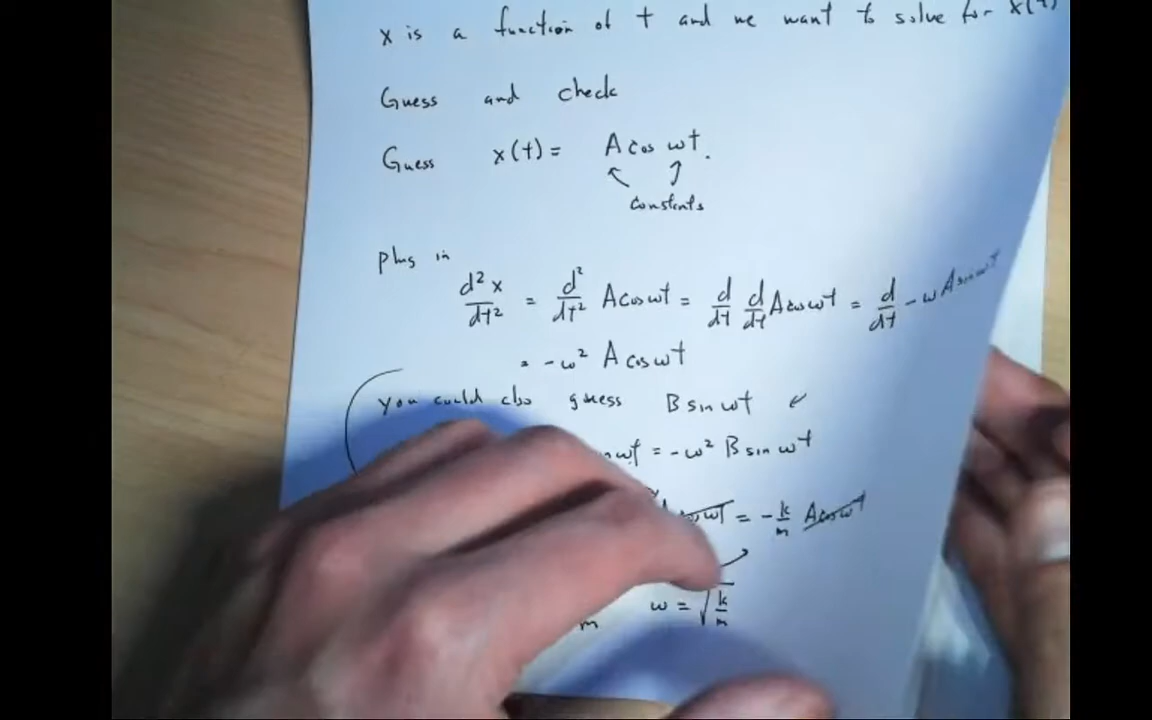 x is a function of t and we want to solve for x(t)
Guess and check
Guess x(t) = A cos ωt.
constants
plug in
d²x/dt² = d²/dt² A cos ωt = d/dt d/dt A cos ωt = d/dt - ω A sin ωt
= -ω² A cos ωt
you could also guess B sin ωt
ωt = -ω² B sin ωt
cos ωt = - k/m A cos ωt
m ω = √(k/m)